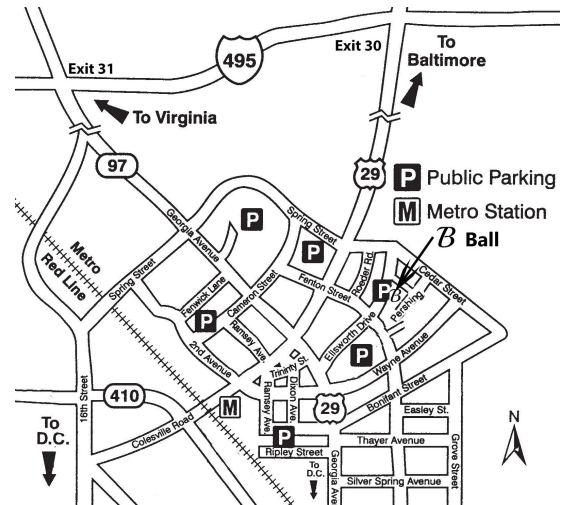 Exit 31
495
Exit 30
To
Baltimore
To Virginia
97
29
P Public Parking
M Metro Station
B Ball
Georgia Avenue
P
Spring Street
P
Metro
Red Line
Spring Street
Fenwick Lane
Cameron Street
Fenton Street
Roeder Rd.
P
B
Cedar Street
Pershing
P
Ramsey Ave.
2nd Avenue
Ellsworth Drive
P
Wayne Avenue
Trininty St.
Dixon Ave.
Ramsey Ave.
29
Bonifant Street
16th Street
410
M
Colesville Road
To
D.C.
Easley St.
P
Thayer Avenue
Ripley Street
Grove Street
To
D.C.
Georgia Ave.
Silver Spring Avenue
N